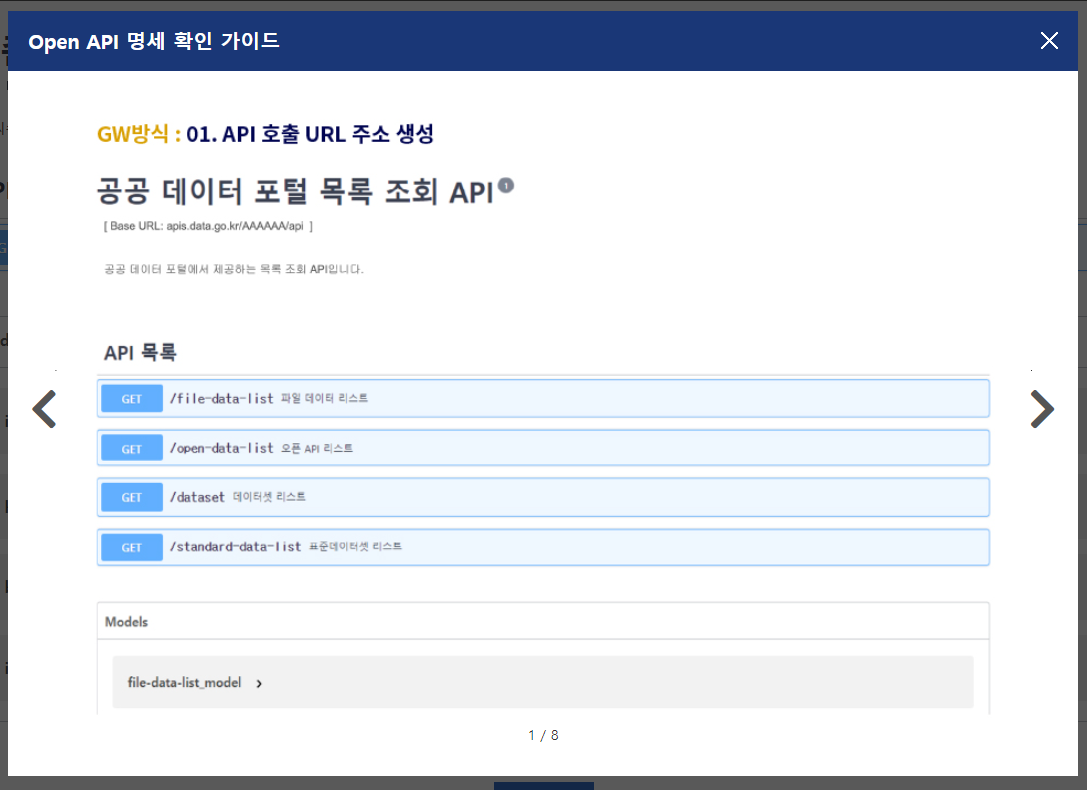 Open API 명세 확인 가이드
GW방식 : 01. API 호출 URL 주소 생성
공공 데이터 포털 목록 조회 API 1
[ Base URL: apis.data.go.kr/AAAAAA/api ]
공공 데이터 포털에서 제공하는 목록 조회 API입니다.
API 목록
GET /file-data-list 파일 데이터 리스트
GET /open-data-list 오픈 API 리스트
GET /dataset 데이터셋 리스트
GET /standard-data-list 표준데이터셋 리스트
Models
file-data-list_model
1 / 8